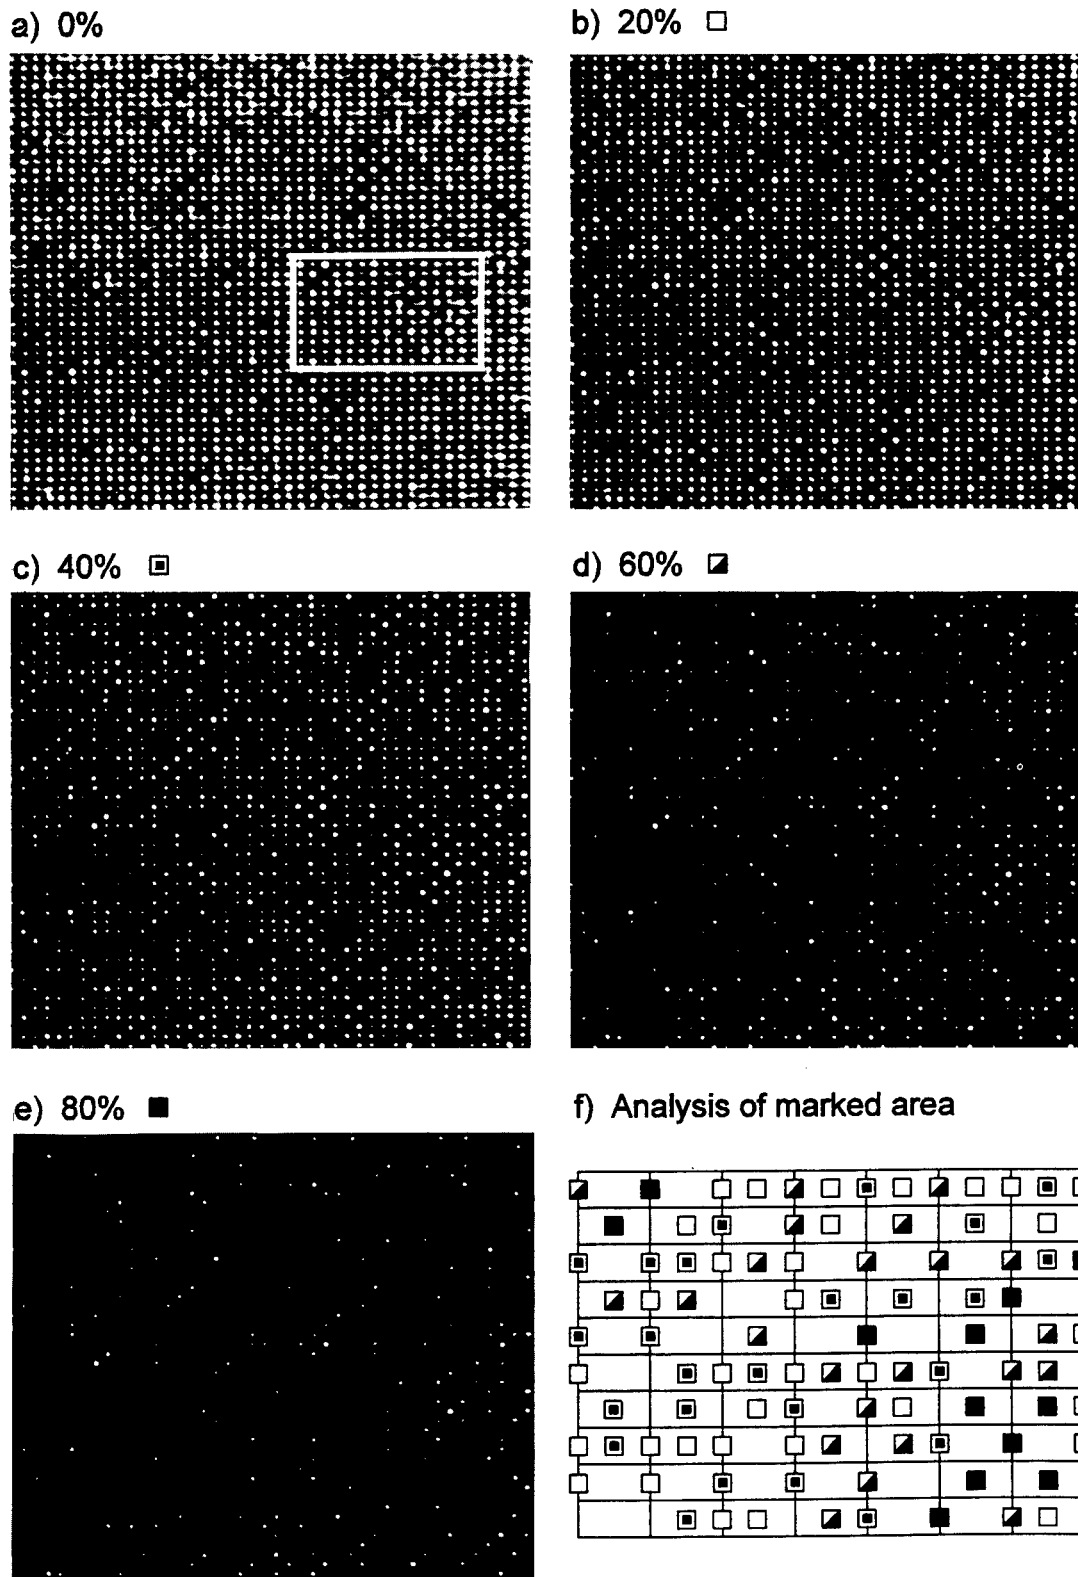 a) 0%
b) 20%
c) 40%
d) 60%
e) 80%
f) Analysis of marked area